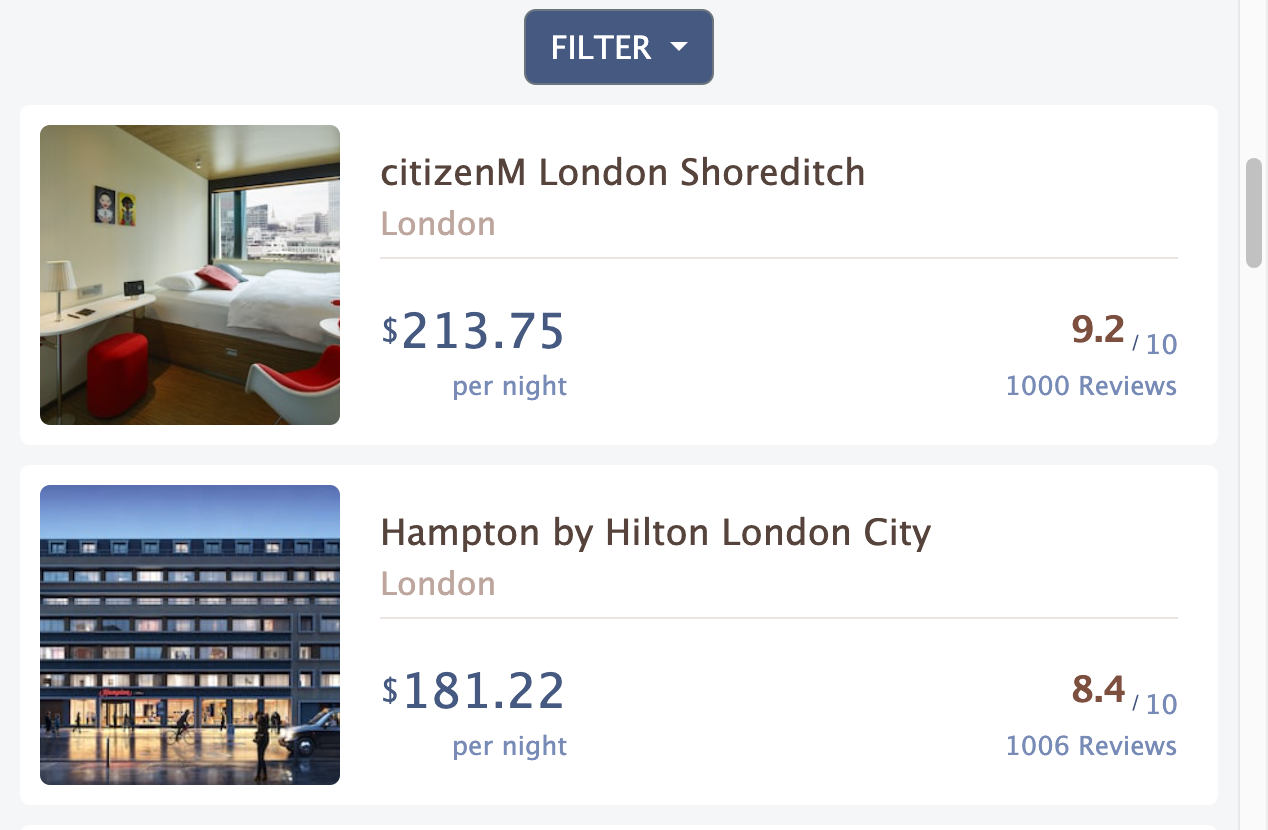 FILTER
citizenM London Shoreditch
London
$213.75
per night
9.2 / 10
1000 Reviews
Hampton by Hilton London City
London
$181.22
per night
8.4 / 10
1006 Reviews
Hampton